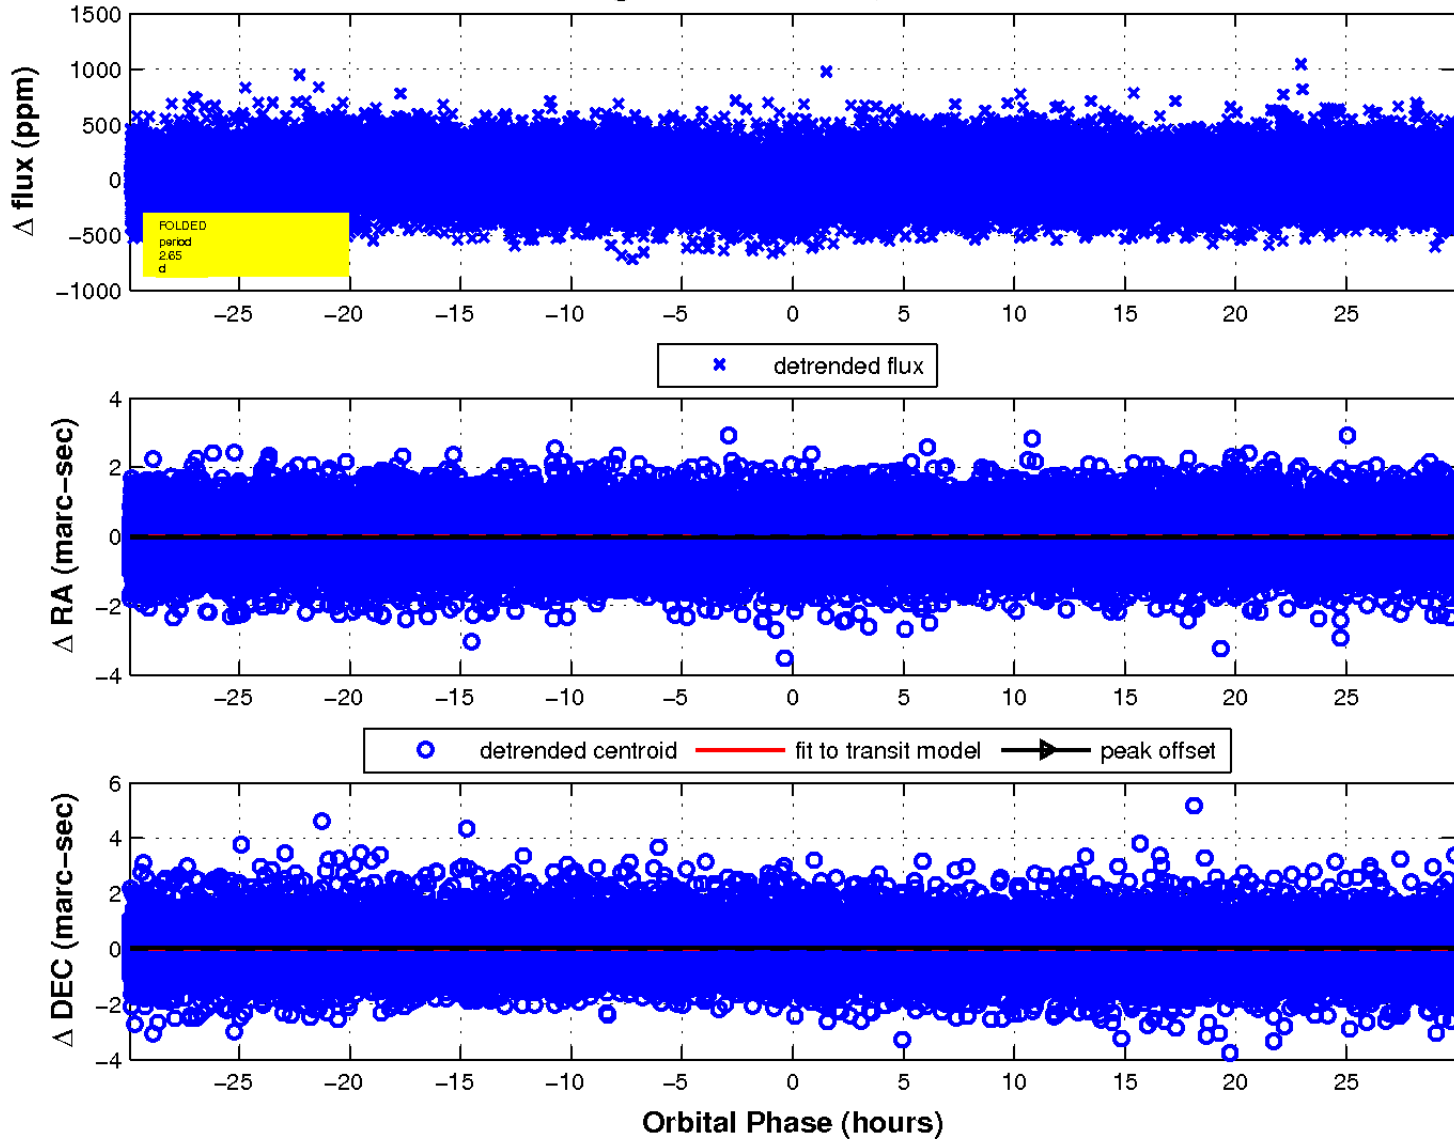 1500
1000
500
0
−500
−1000
Δ flux (ppm)
FOLDED
period
2.65
d
−25 −20 −15 −10 −5 0 5 10 15 20 25
detrended flux
4
2
0
−2
−4
Δ RA (marc−sec)
−25 −20 −15 −10 −5 0 5 10 15 20 25
detrended centroid fit to transit model peak offset
6
4
2
0
−2
−4
Δ DEC (marc−sec)
−25 −20 −15 −10 −5 0 5 10 15 20 25
Orbital Phase (hours)